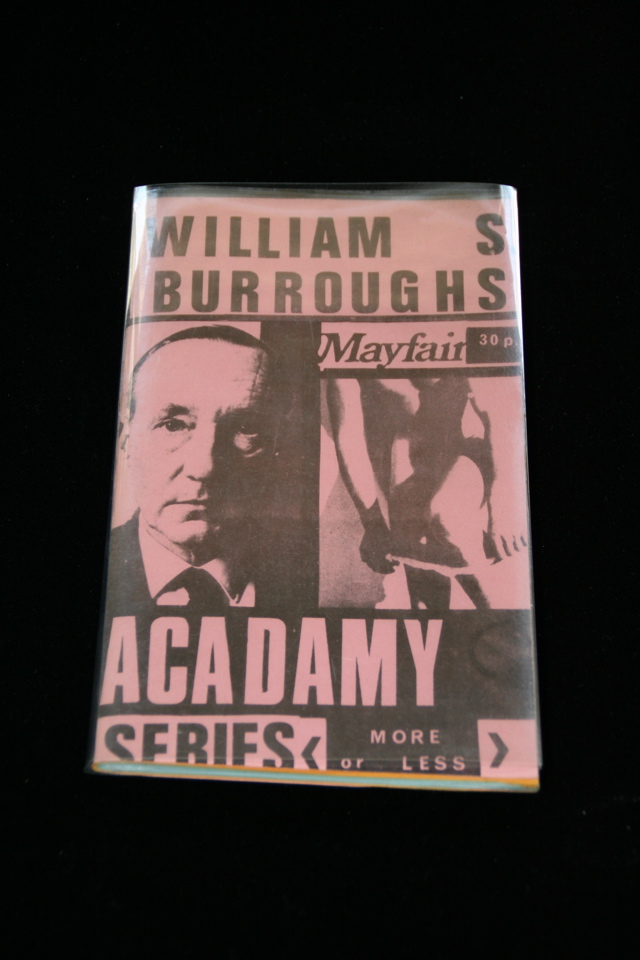 WILLIAM S
BURROUGHS
Mayfair 30p
ACADAMY
SERIES < MORE >
or LESS